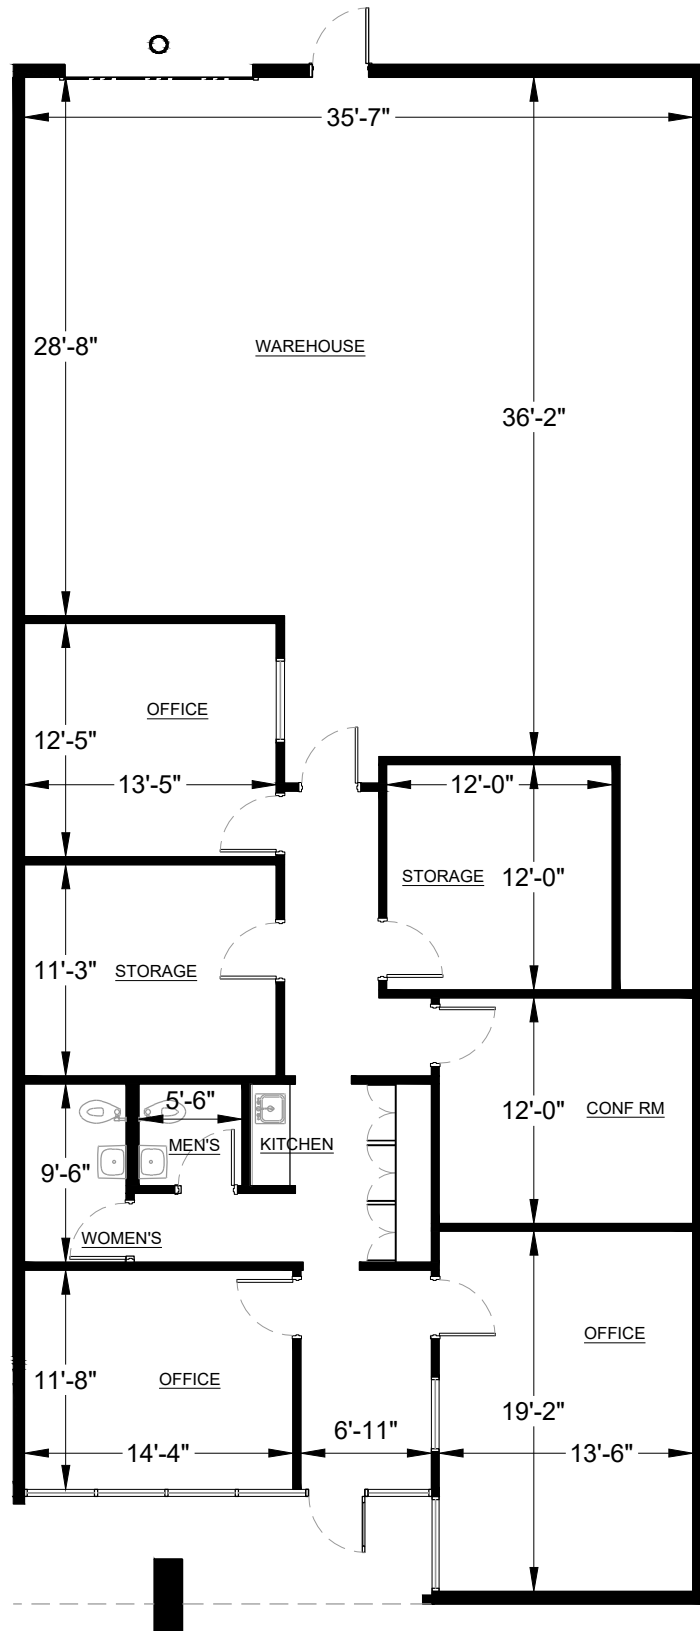 35'-7"
28'-8"
WAREHOUSE
36'-2"
OFFICE
12'-5"
13'-5"
12'-0"
STORAGE
12'-0"
11'-3"
STORAGE
5'-6"
12'-0"
CONF RM
MEN'S
KITCHEN
9'-6"
WOMEN'S
OFFICE
11'-8"
OFFICE
19'-2"
6'-11"
14'-4"
13'-6"